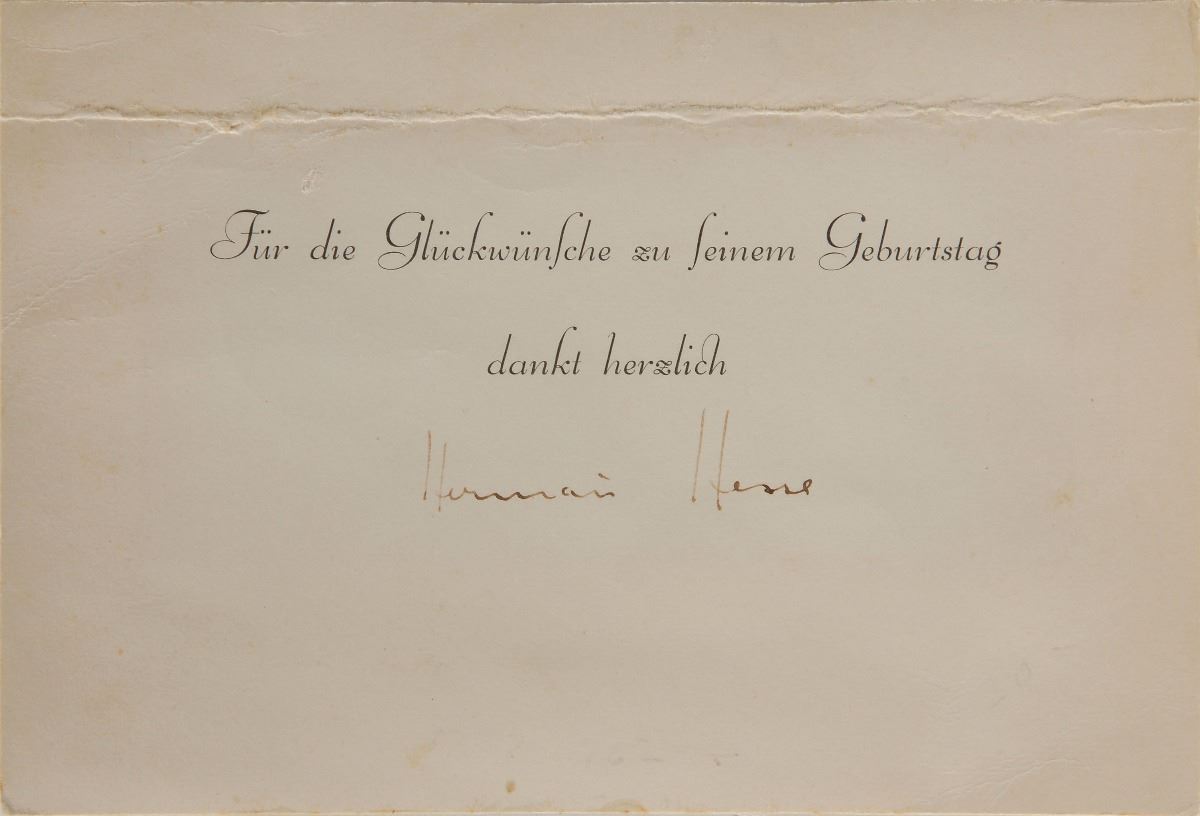 Für die Glückwünſche zu ſeinem Geburtstag
dankt herzlich
Hermann Hesse